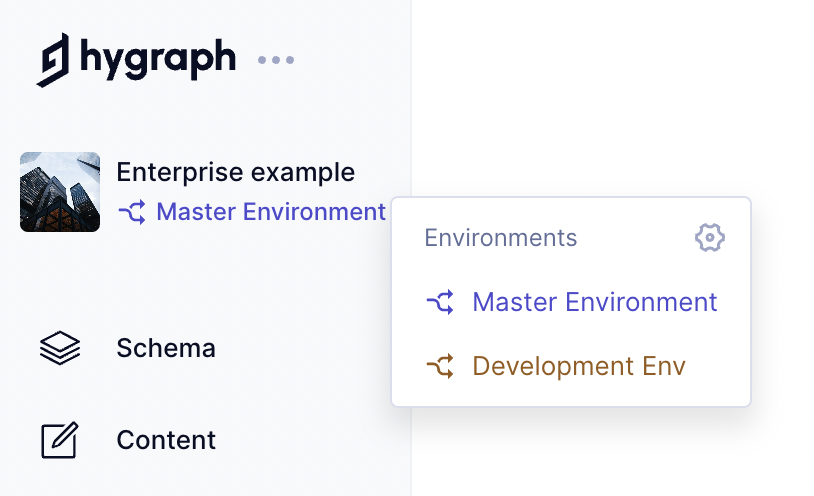 hygraph
Enterprise example
Master Environment
Environments
Master Environment
Development Env
Schema
Content